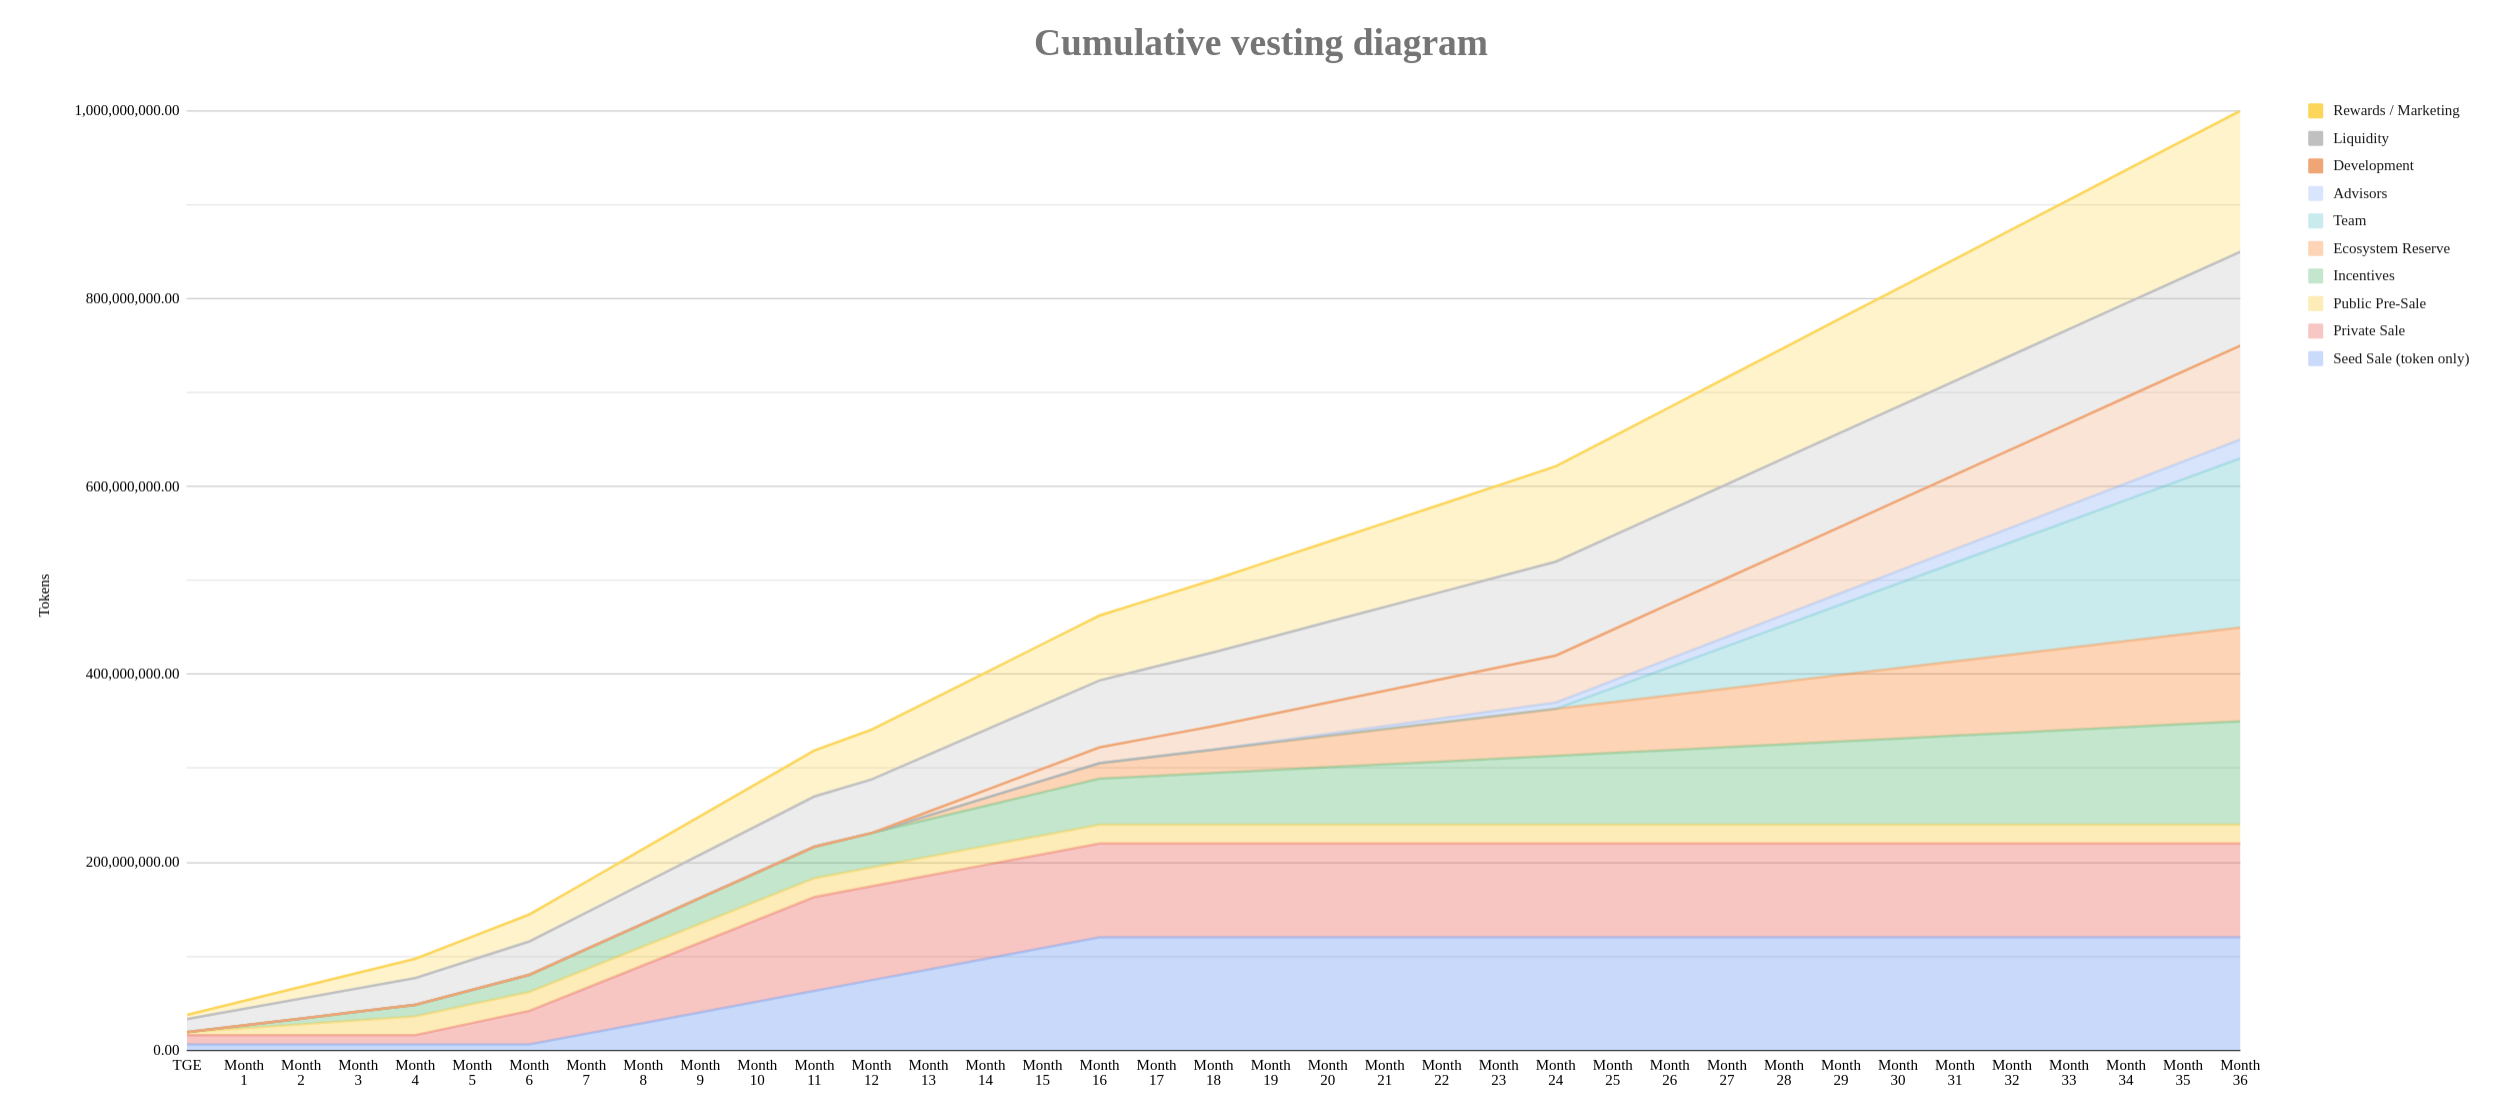 Cumulative vesting diagram
1,000,000,000.00
800,000,000.00
600,000,000.00
400,000,000.00
200,000,000.00
0.00
Tokens
TGE
Month
1
Month
2
Month
3
Month
4
Month
5
Month
6
Month
7
Month
8
Month
9
Month
10
Month
11
Month
12
Month
13
Month
14
Month
15
Month
16
Month
17
Month
18
Month
19
Month
20
Month
21
Month
22
Month
23
Month
24
Month
25
Month
26
Month
27
Month
28
Month
29
Month
30
Month
31
Month
32
Month
33
Month
34
Month
35
Month
36
Rewards / Marketing
Liquidity
Development
Advisors
Team
Ecosystem Reserve
Incentives
Public Pre-Sale
Private Sale
Seed Sale (token only)